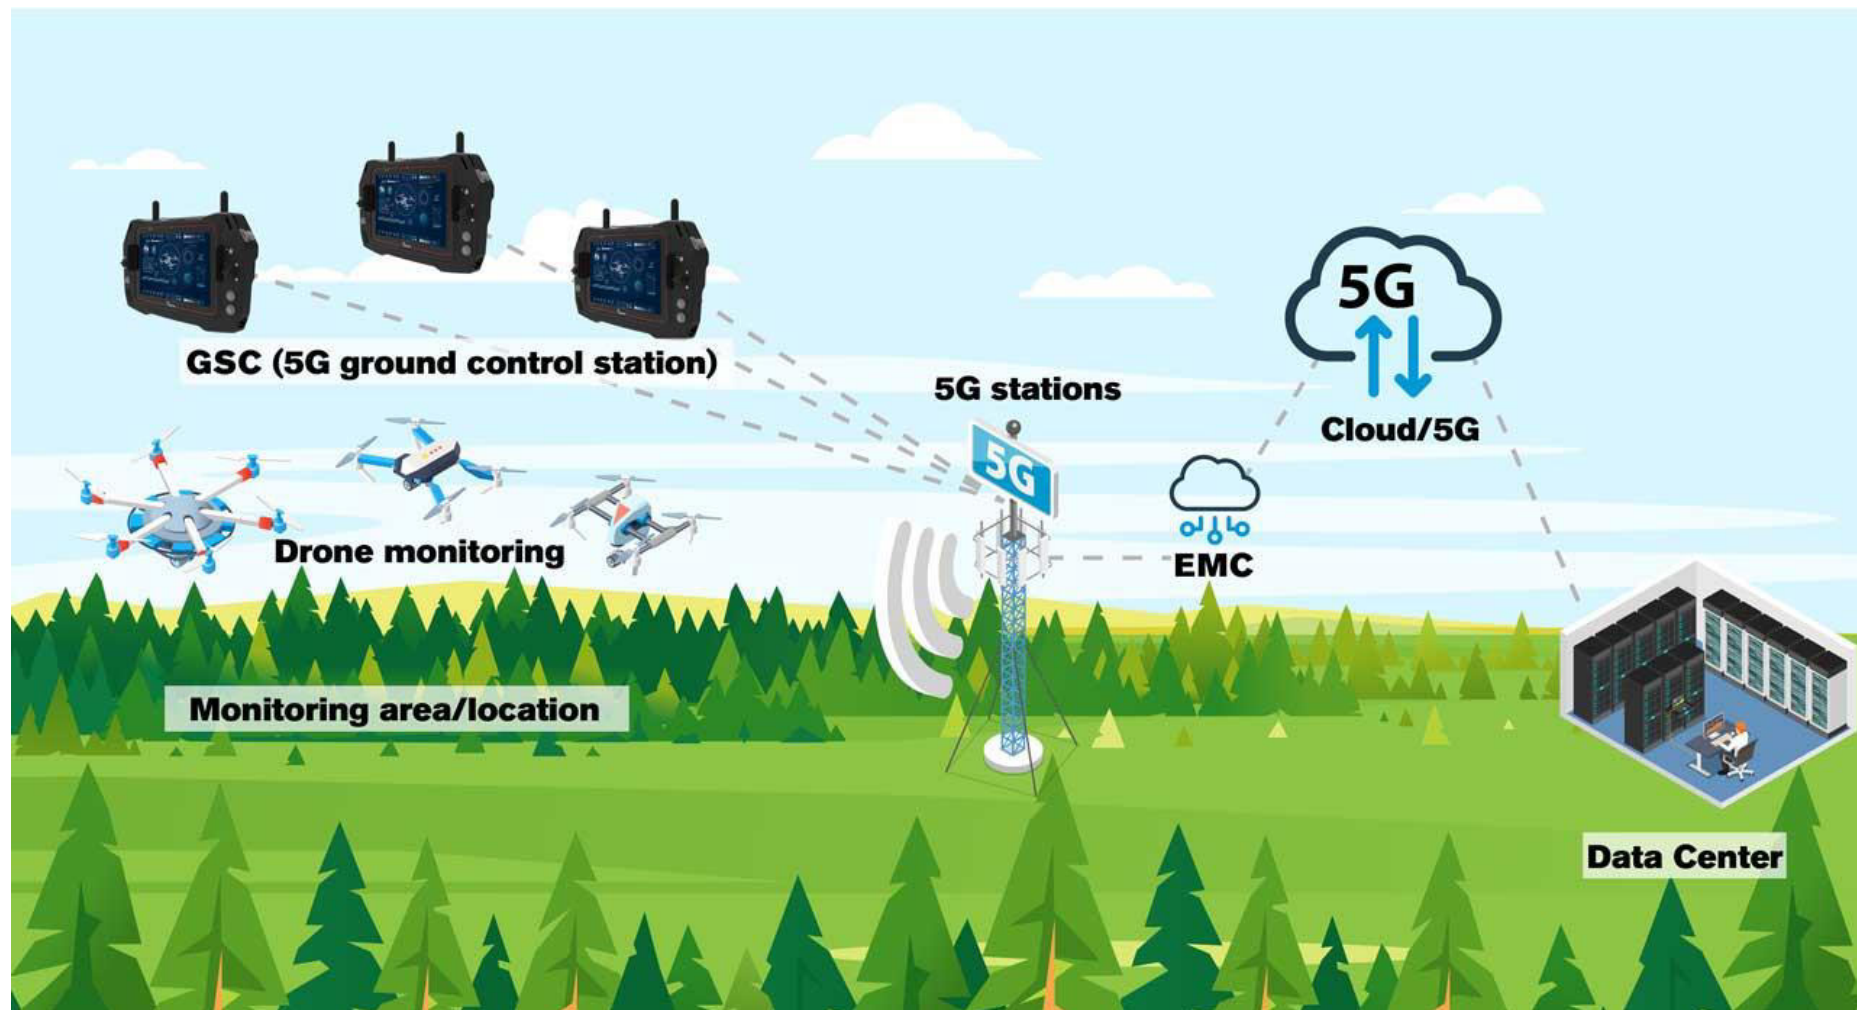 GSC (5G ground control station)
5G
Cloud/5G
5G stations
5G
EMC
Drone monitoring
Monitoring area/location
Data Center